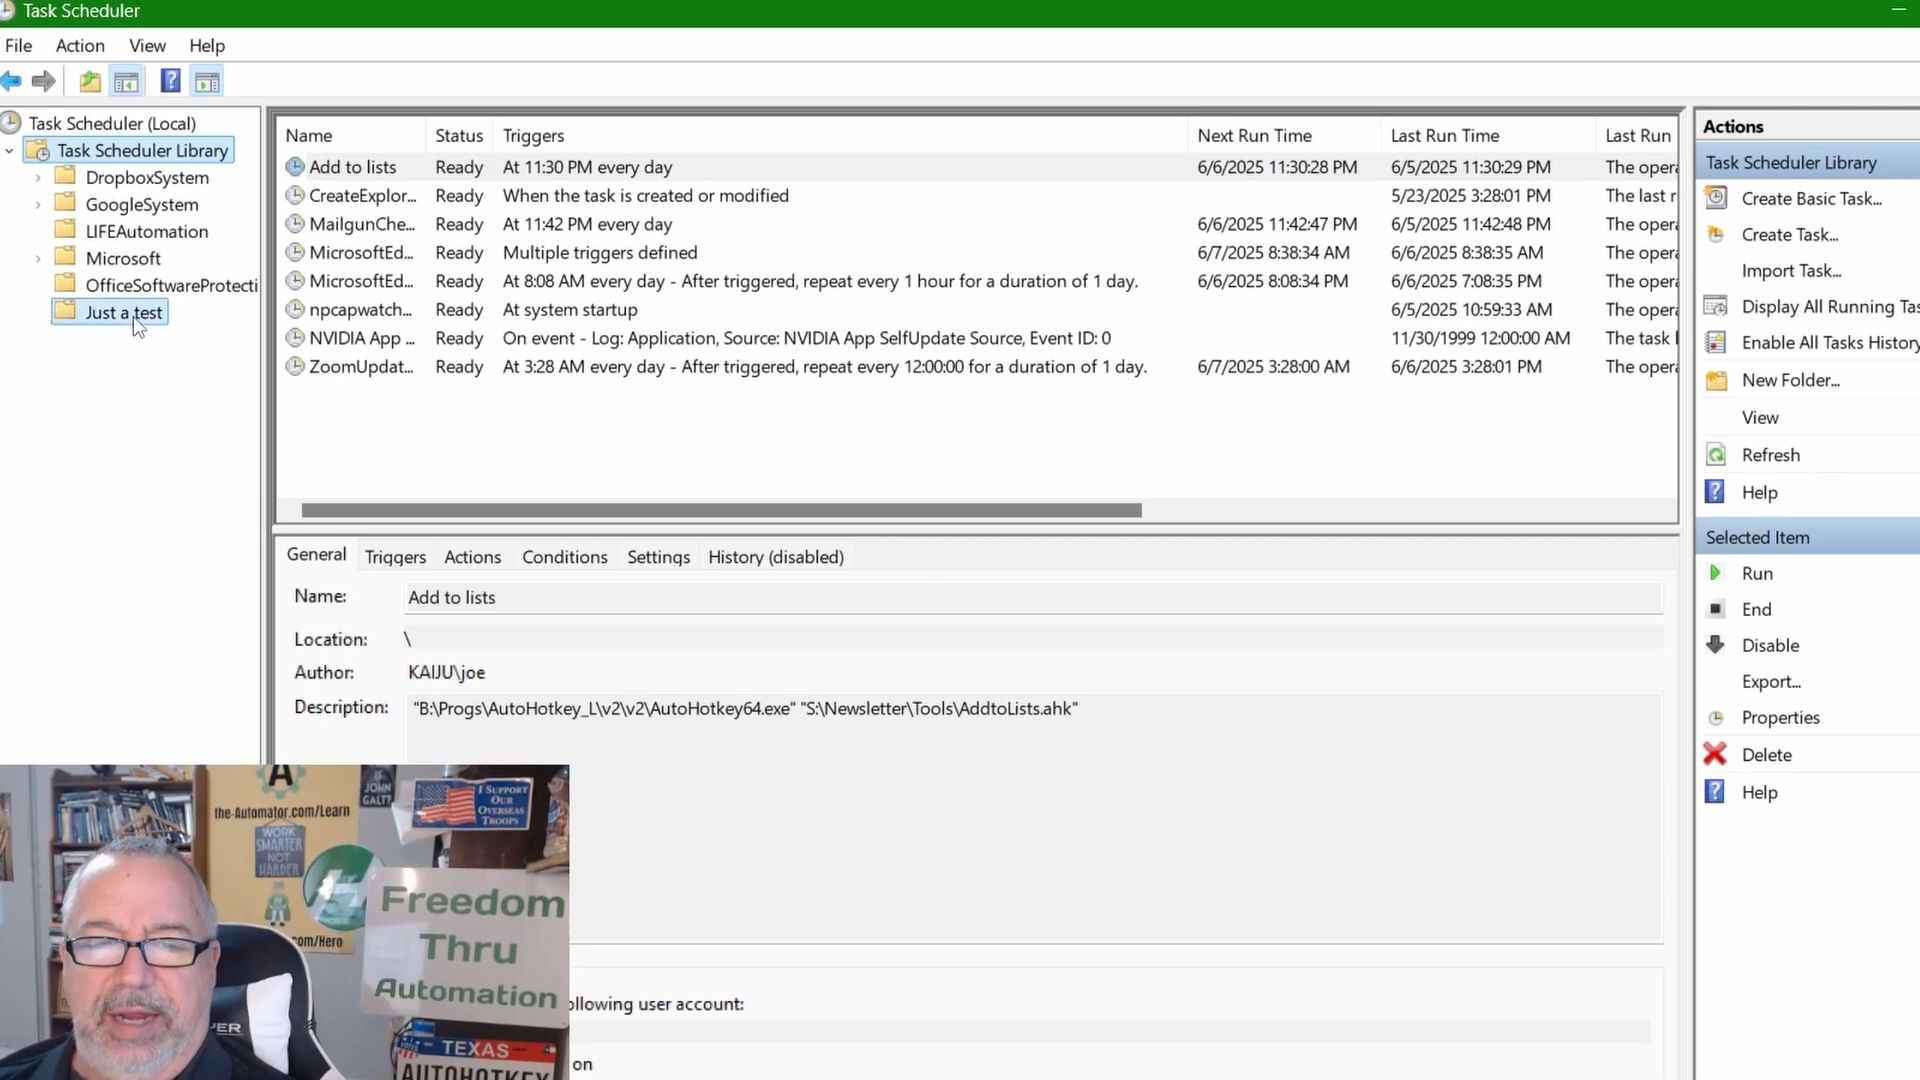 Task Scheduler
File Action View Help
Task Scheduler (Local)
Task Scheduler Library
DropboxSystem
GoogleSystem
LIFEAutomation
Microsoft
OfficeSoftwareProtecti
Just a test
Name Status Triggers Next Run Time Last Run Time Last Run
Add to lists Ready At 11:30 PM every day 6/6/2025 11:30:28 PM 6/5/2025 11:30:29 PM The opera
CreateExplor... Ready When the task is created or modified 5/23/2025 3:28:01 PM The last r
MailgunChe... Ready At 11:42 PM every day 6/6/2025 11:42:47 PM 6/5/2025 11:42:48 PM The opera
MicrosoftEd... Ready Multiple triggers defined 6/7/2025 8:38:34 AM 6/6/2025 8:38:35 AM The opera
MicrosoftEd... Ready At 8:08 AM every day - After triggered, repeat every 1 hour for a duration of 1 day. 6/6/2025 8:08:34 PM 6/6/2025 7:08:35 PM The opera
npcapwatch... Ready At system startup 6/5/2025 10:59:33 AM The opera
NVIDIA App ... Ready On event - Log: Application, Source: NVIDIA App SelfUpdate Source, Event ID: 0 11/30/1999 12:00:00 AM The task
ZoomUpdat... Ready At 3:28 AM every day - After triggered, repeat every 12:00:00 for a duration of 1 day. 6/7/2025 3:28:00 AM 6/6/2025 3:28:01 PM The opera
General Triggers Actions Conditions Settings History (disabled)
Name: Add to lists
Location: \
Author: KAIJU\joe
Description: "B:\Progs\AutoHotkey_L\v2\v2\AutoHotkey64.exe" "S:\Newsletter\Tools\AddtoLists.ahk"
ollowing user account:
on
Actions
Task Scheduler Library
Create Basic Task...
Create Task...
Import Task...
Display All Running Tas
Enable All Tasks History
New Folder...
View
Refresh
Help
Selected Item
Run
End
Disable
Export...
Properties
Delete
Help
A
the-Automator.com/Learn
WORK
SMARTER
NOT
HARDER
om/Hero
JOHN
GALT?
I SUPPORT
OUR
OVERSEAS
TROOPS
Freedom
Thru
Automation
TEXAS
AUTOHOTKEY